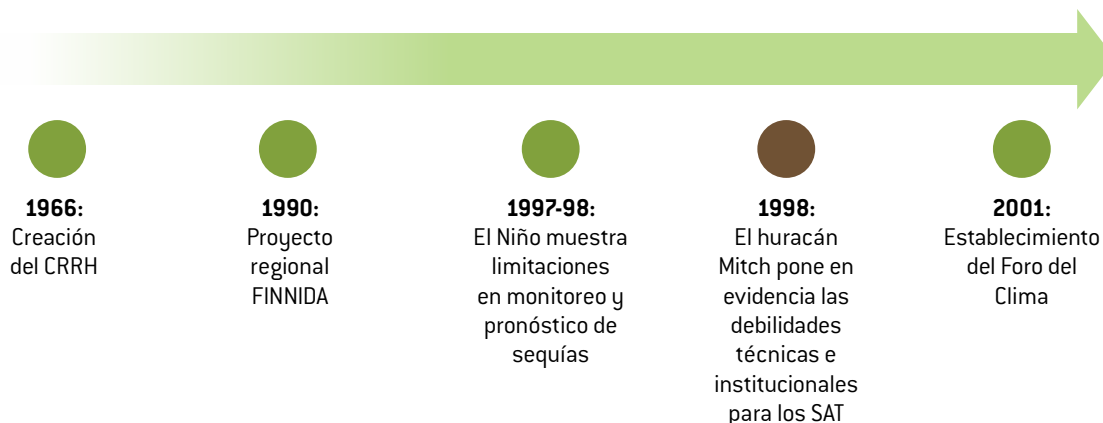 1966:
Creación
del CRRH
1990:
Proyecto
regional
FINNIDA
1997-98:
El Niño muestra
limitaciones
en monitoreo y
pronóstico de
sequías
1998:
El huracán
Mitch pone en
evidencia las
debilidades
técnicas e
institucionales
para los SAT
2001:
Establecimiento
del Foro del
Clima